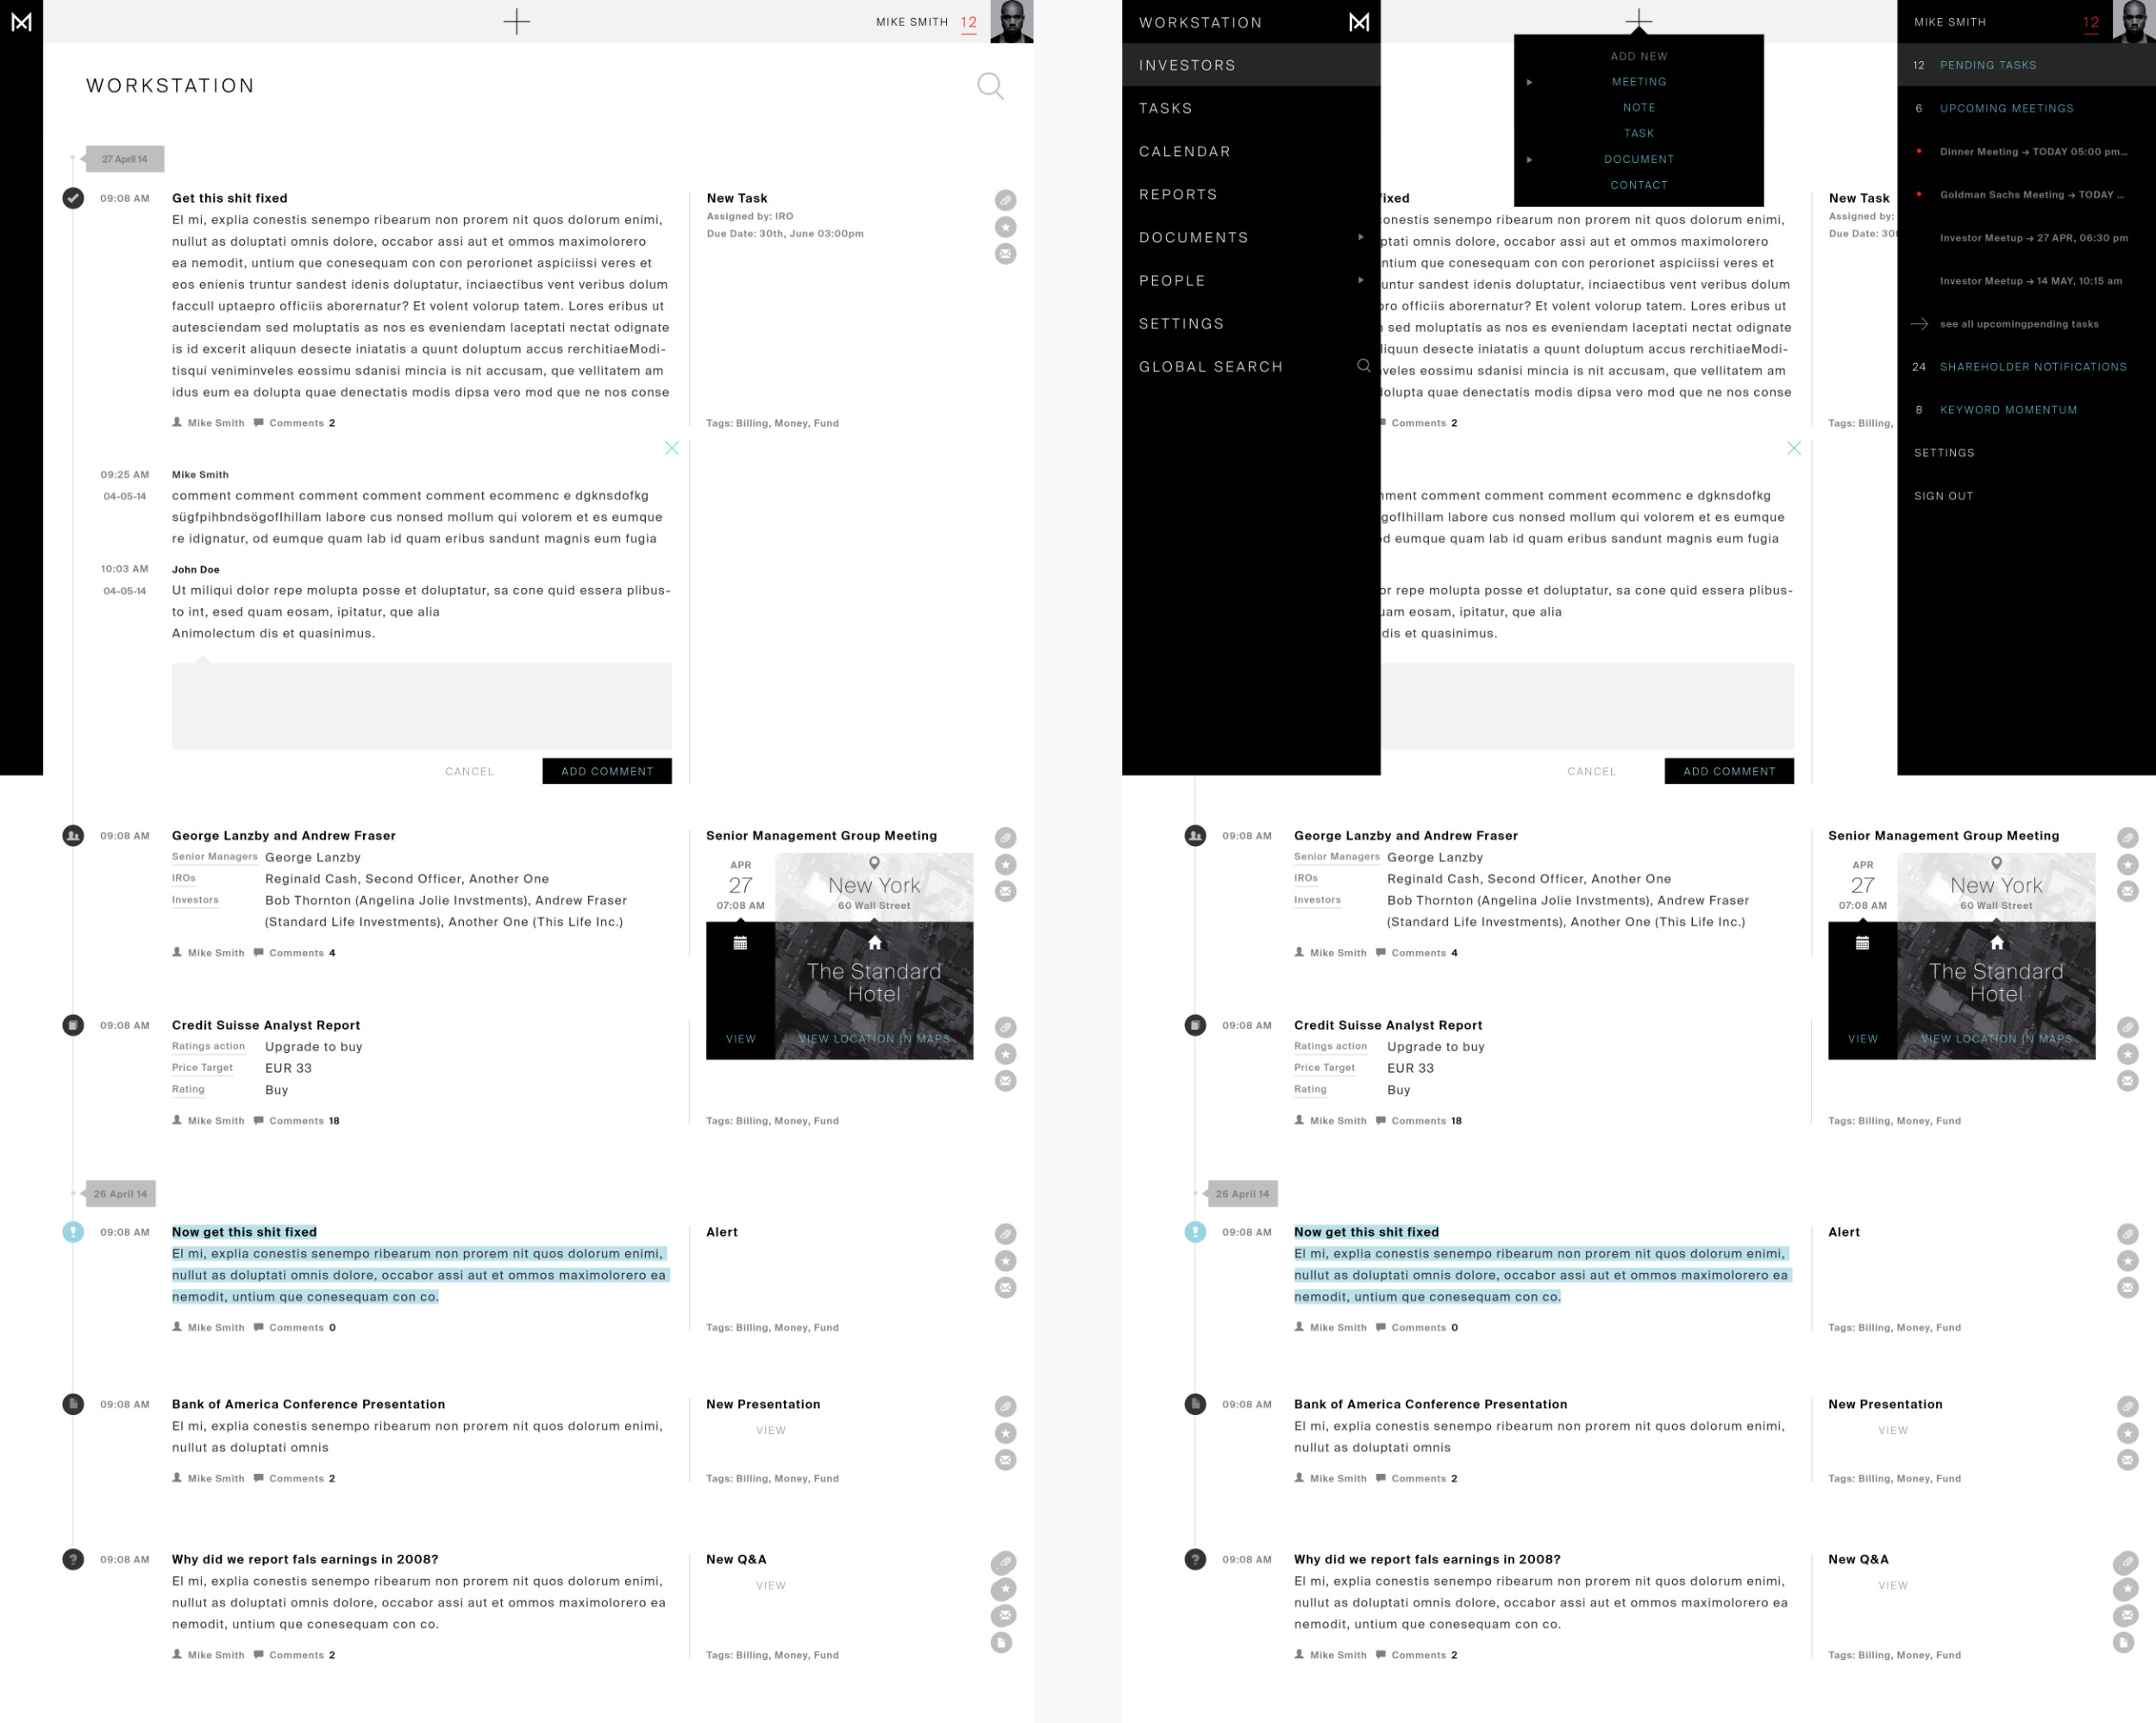 MIKE SMITH 12
WORKSTATION
27 April 14
09:08 AM
Get this shit fixed
El mi, explia conestis senempo ribearum non prorem nit quos dolorum enimi,
nullut as doluptati omnis dolore, occabor assi aut et ommos maximolorero
ea nemodit, untium que conesequam con con perorionet aspiciissi veres et
eos enienis truntur sandest idenis doluptatur, inciaectibus vent veribus dolum
faccull uptaepro officiis aborernatur? Et volent volorup tatem. Lores eribus ut
autesciendam sed moluptatis as nos es eveniendam laceptati nectat odignate
is id excerit aliquun desecte iniatatis a quunt doluptum accus rerchitiaeModi-
tisqui veniminveles eossimu sdanisi mincia is nit accusam, que vellitatem am
idus eum ea dolupta quae denectatis modis dipsa vero mod que ne nos conse
Mike Smith Comments 2
New Task
Assigned by: IRO
Due Date: 30th, June 03:00pm
Tags: Billing, Money, Fund
09:25 AM
04-05-14
Mike Smith
comment comment comment comment comment ecommenc e dgknsdofkg
sügfpihbndsögoflhillam labore cus nonsed mollum qui volorem et es eumque
re idignatur, od eumque quam lab id quam eribus sandunt magnis eum fugia
10:03 AM
04-05-14
John Doe
Ut miliqui dolor repe molupta posse et doluptatur, sa cone quid essera plibus-
to int, esed quam eosam, ipitatur, que alia
Animolectum dis et quasinimus.
CANCEL
ADD COMMENT
09:08 AM
George Lanzby and Andrew Fraser
Senior Managers George Lanzby
IROs Reginald Cash, Second Officer, Another One
Investors Bob Thornton (Angelina Jolie Invstments), Andrew Fraser
(Standard Life Investments), Another One (This Life Inc.)
Mike Smith Comments 4
Senior Management Group Meeting
APR
27
07:08 AM
New York
60 Wall Street
The Standard
Hotel
VIEW
VIEW LOCATION IN MAPS
09:08 AM
Credit Suisse Analyst Report
Ratings action Upgrade to buy
Price Target EUR 33
Rating Buy
Mike Smith Comments 18
Tags: Billing, Money, Fund
26 April 14
09:08 AM
Now get this shit fixed
El mi, explia conestis senempo ribearum non prorem nit quos dolorum enimi,
nullut as doluptati omnis dolore, occabor assi aut et ommos maximolorero ea
nemodit, untium que conesequam con co.
Mike Smith Comments 0
Alert
Tags: Billing, Money, Fund
09:08 AM
Bank of America Conference Presentation
El mi, explia conestis senempo ribearum non prorem nit quos dolorum enimi,
nullut as doluptati omnis
Mike Smith Comments 2
New Presentation
VIEW
Tags: Billing, Money, Fund
09:08 AM
Why did we report fals earnings in 2008?
El mi, explia conestis senempo ribearum non prorem nit quos dolorum enimi,
nullut as doluptati omnis dolore, occabor assi aut et ommos maximolorero ea
nemodit, untium que conesequam con co.
Mike Smith Comments 2
New Q&A
VIEW
Tags: Billing, Money, Fund
WORKSTATION
INVESTORS
TASKS
CALENDAR
REPORTS
DOCUMENTS
PEOPLE
SETTINGS
GLOBAL SEARCH
ADD NEW
MEETING
NOTE
TASK
DOCUMENT
CONTACT
MIKE SMITH 12
12 PENDING TASKS
6 UPCOMING MEETINGS
Dinner Meeting → TODAY 05:00 pm...
Goldman Sachs Meeting → TODAY ...
Investor Meetup → 27 APR, 06:30 pm
Investor Meetup → 14 MAY, 10:15 am
see all upcomingpending tasks
24 SHAREHOLDER NOTIFICATIONS
8 KEYWORD MOMENTUM
SETTINGS
SIGN OUT
fixed
conestis senempo ribearum non prorem nit quos dolorum enimi,
ptati omnis dolore, occabor assi aut et ommos maximolorero
ntium que conesequam con con perorionet aspiciissi veres et
untur sandest idenis doluptatur, inciaectibus vent veribus dolum
pro officiis aborernatur? Et volent volorup tatem. Lores eribus ut
sed moluptatis as nos es eveniendam laceptati nectat odignate
liquun desecte iniatatis a quunt doluptum accus rerchitiaeModi-
veles eossimu sdanisi mincia is nit accusam, que vellitatem am
dolupta quae denectatis modis dipsa vero mod que ne nos conse
Comments 2
New Task
Assigned by:
Due Date: 30t
Tags: Billing,
mment comment comment comment ecommenc e dgknsdofkg
goflhillam labore cus nonsed mollum qui volorem et es eumque
d eumque quam lab id quam eribus sandunt magnis eum fugia
or repe molupta posse et doluptatur, sa cone quid essera plibus-
uam eosam, ipitatur, que alia
dis et quasinimus.
CANCEL
ADD COMMENT
09:08 AM
George Lanzby and Andrew Fraser
Senior Managers George Lanzby
IROs Reginald Cash, Second Officer, Another One
Investors Bob Thornton (Angelina Jolie Invstments), Andrew Fraser
(Standard Life Investments), Another One (This Life Inc.)
Mike Smith Comments 4
Senior Management Group Meeting
APR
27
07:08 AM
New York
60 Wall Street
The Standard
Hotel
VIEW
VIEW LOCATION IN MAPS
09:08 AM
Credit Suisse Analyst Report
Ratings action Upgrade to buy
Price Target EUR 33
Rating Buy
Mike Smith Comments 18
Tags: Billing, Money, Fund
26 April 14
09:08 AM
Now get this shit fixed
El mi, explia conestis senempo ribearum non prorem nit quos dolorum enimi,
nullut as doluptati omnis dolore, occabor assi aut et ommos maximolorero ea
nemodit, untium que conesequam con co.
Mike Smith Comments 0
Alert
Tags: Billing, Money, Fund
09:08 AM
Bank of America Conference Presentation
El mi, explia conestis senempo ribearum non prorem nit quos dolorum enimi,
nullut as doluptati omnis
Mike Smith Comments 2
New Presentation
VIEW
Tags: Billing, Money, Fund
09:08 AM
Why did we report fals earnings in 2008?
El mi, explia conestis senempo ribearum non prorem nit quos dolorum enimi,
nullut as doluptati omnis dolore, occabor assi aut et ommos maximolorero ea
nemodit, untium que conesequam con co.
Mike Smith Comments 2
New Q&A
VIEW
Tags: Billing, Money, Fund